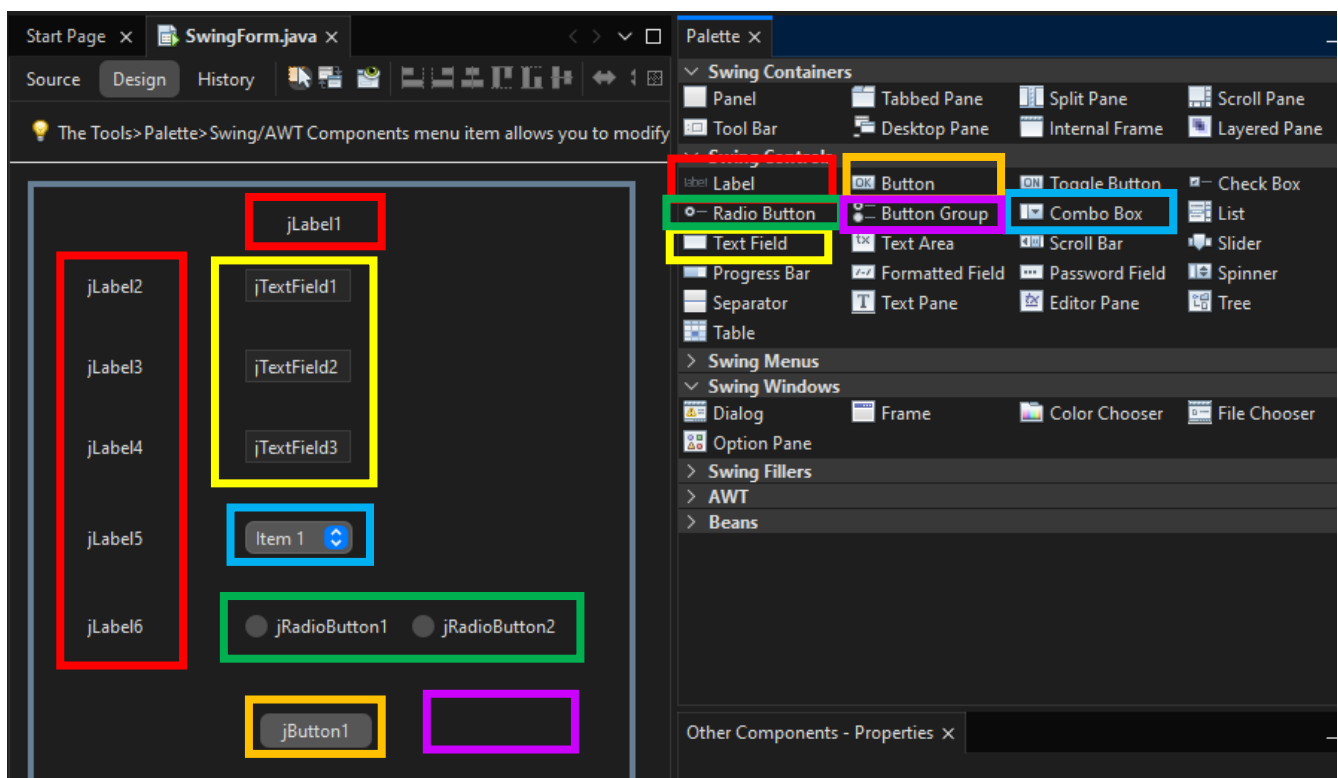 Start Page
SwingForm.java
Source Design History
The Tools>Palette>Swing/AWT Components menu item allows you to modify
jLabel1
jLabel2 jTextField1
jLabel3 jTextField2
jLabel4 jTextField3
jLabel5 Item 1
jLabel6 jRadioButton1 jRadioButton2
jButton1
Palette
Swing Containers
Panel Tabbed Pane Split Pane Scroll Pane
Tool Bar Desktop Pane Internal Frame Layered Pane
Swing Controls
label Label OK Button ON Toggle Button Check Box
Radio Button Button Group Combo Box List
Text Field Text Area Scroll Bar Slider
Progress Bar Formatted Field Password Field Spinner
Separator T Text Pane Editor Pane Tree
Table
Swing Menus
Swing Windows
Dialog Frame Color Chooser File Chooser
Option Pane
Swing Fillers
AWT
Beans
Other Components - Properties